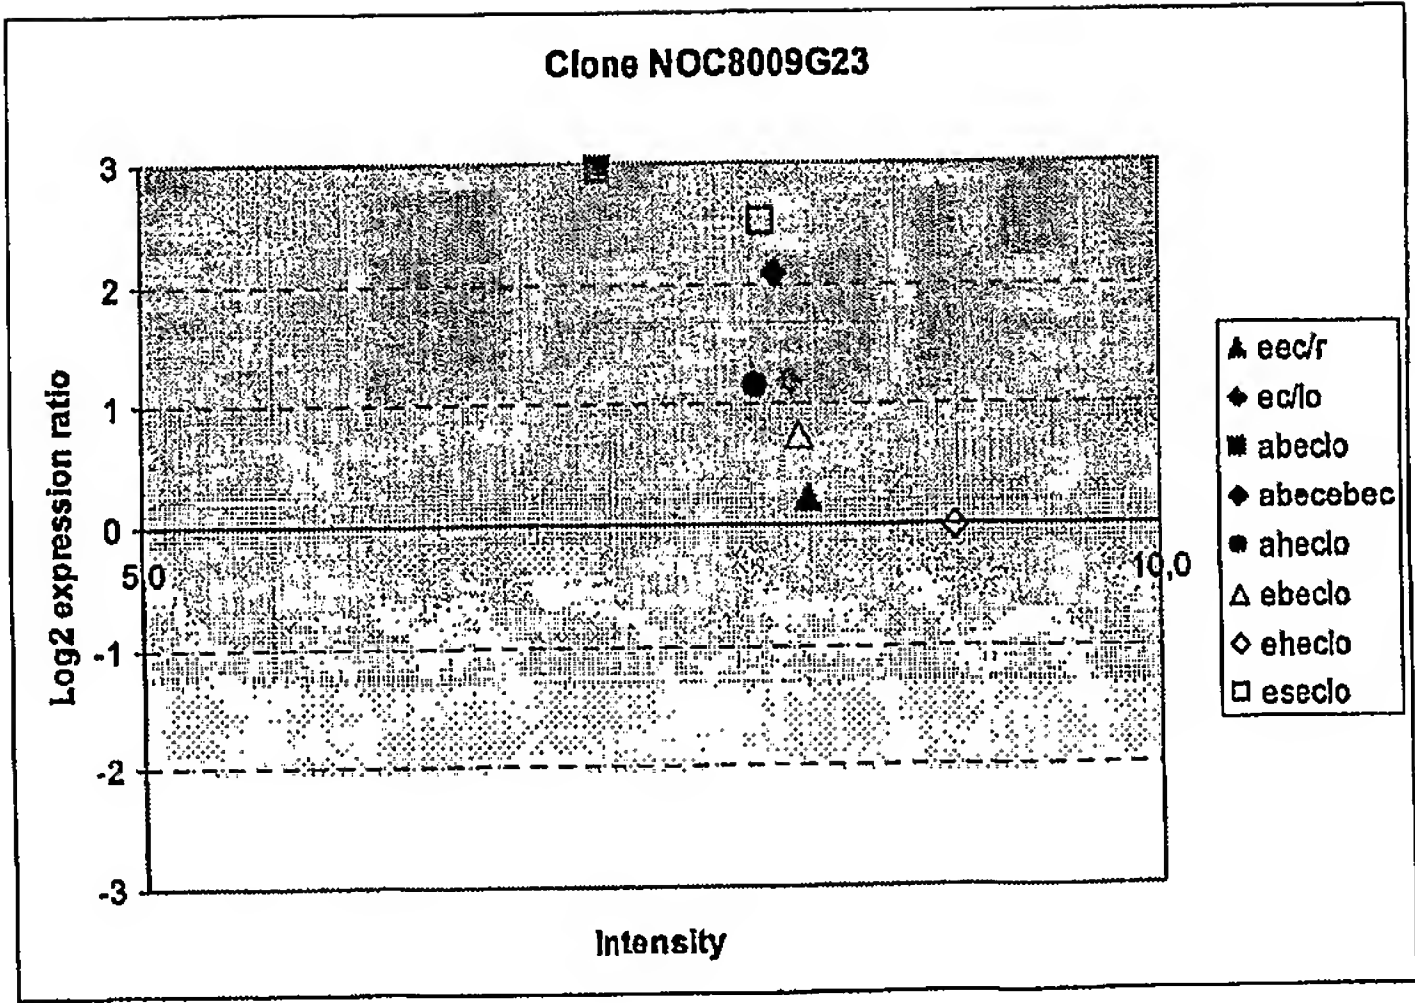 Clone NOC8009G23
3
2
1
0
-1
-2
-3
5,0
10,0
Log2 expression ratio
Intensity
eec/r
ec/lo
abeclo
abecebec
aheclo
ebeclo
eheclo
eseclo